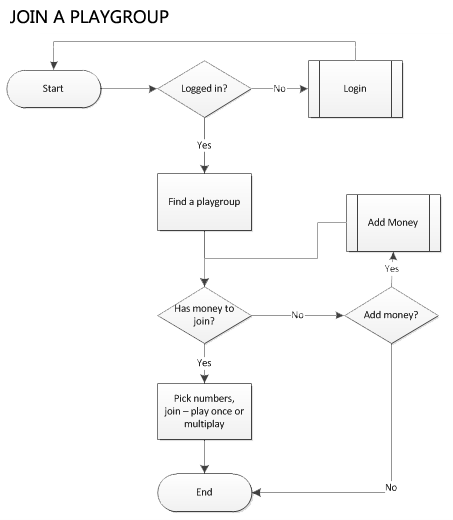 JOIN A PLAYGROUP
Start
Logged in?
No
Login
Yes
Find a playgroup
Add Money
Yes
Has money to
join?
No
Add money?
Yes
Pick numbers,
join – play once or
multiplay
End
No